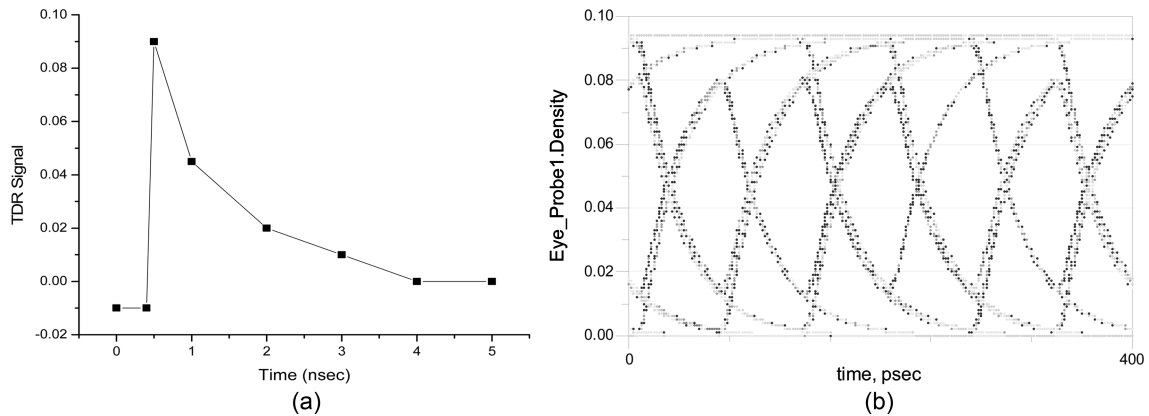 0.10
0.08
0.06
0.04
0.02
0.00
-0.02
TDR Signal
0 1 2 3 4 5
Time (nsec)
(a)
0.10
0.08
0.06
0.04
0.02
0.00
Eye_Probe1.Density
0 400
time, psec
(b)